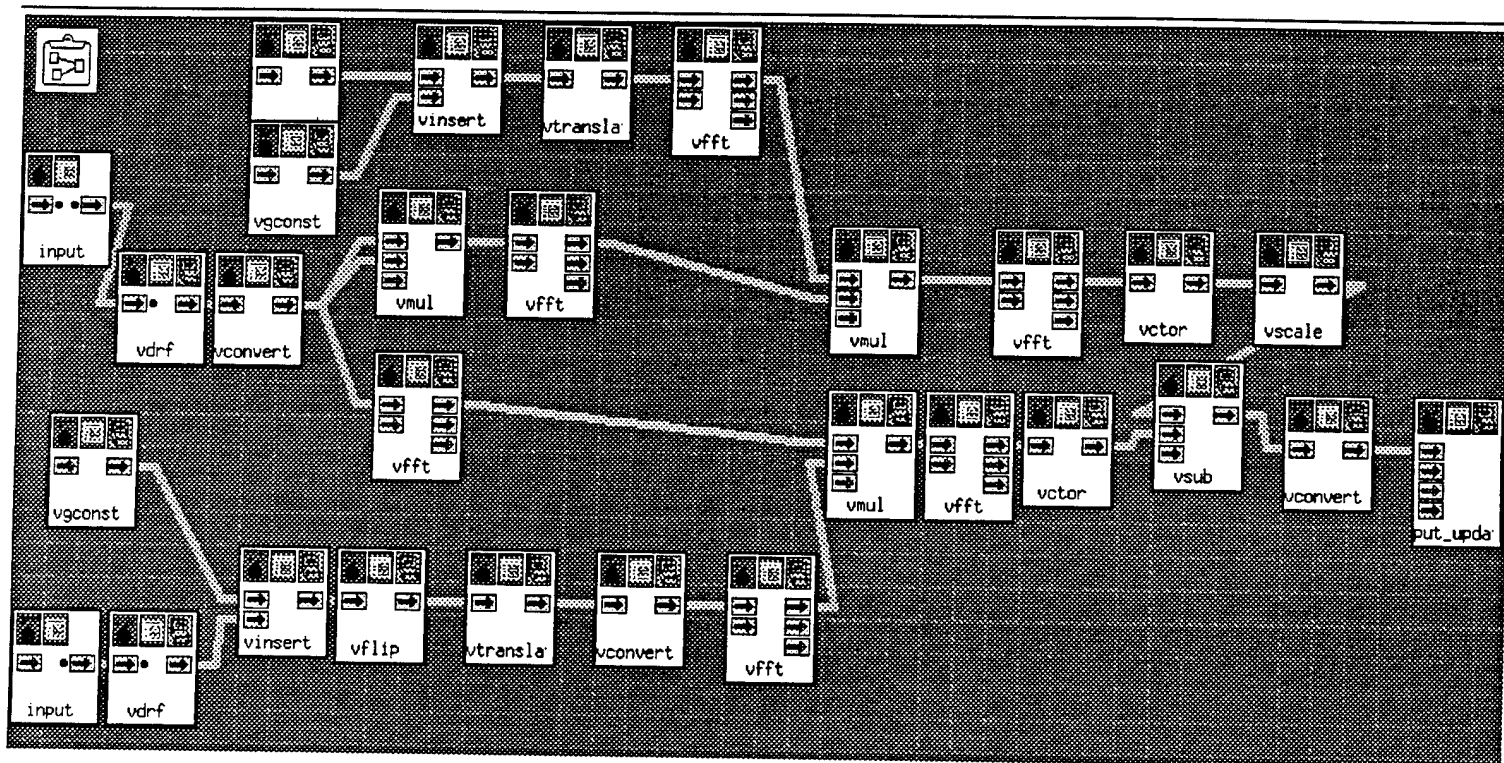 vinsert
vtransla
vfft
vgconst
input
vmul
vfft
vdrf
vconvert
vmul
vfft
vctor
vscale
vfft
vgconst
vmul
vfft
vctor
vsub
vconvert
put_upda
vinsert
vflip
vtransla
vconvert
vfft
input
vdrf